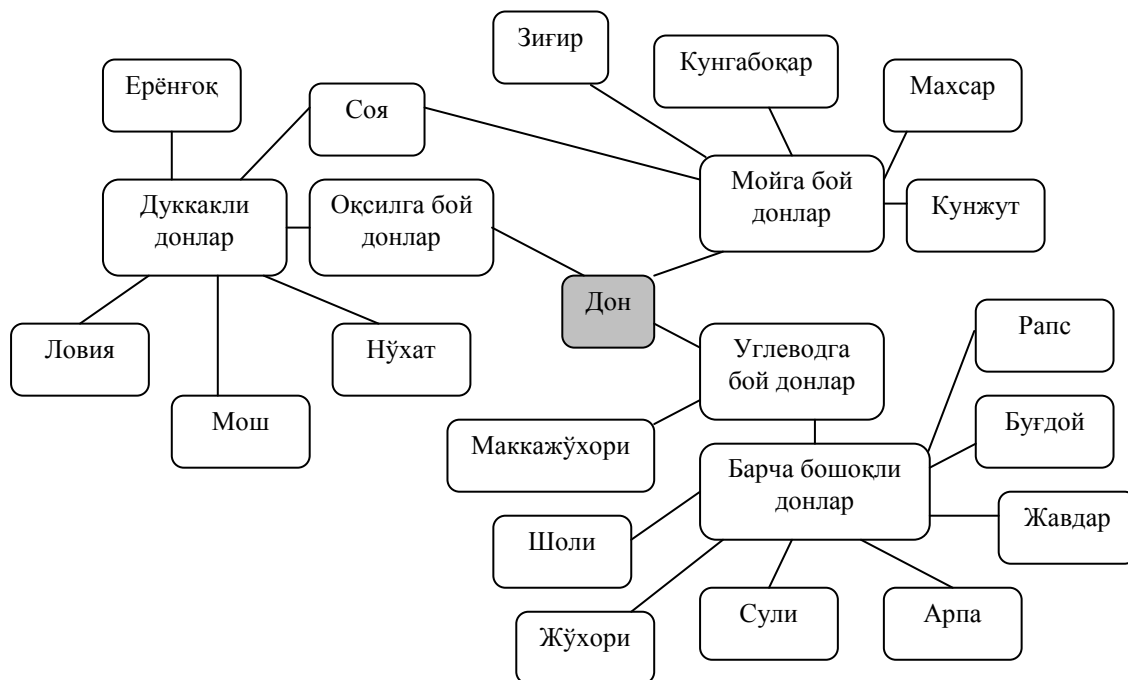 Зиғир
Кунгабоқар
Махсар
Ерёнғоқ
Соя
Мойга бой
донлар
Дуккакли
донлар
Оқсилга бой
донлар
Кунжут
Дон
Рапс
Ловия
Нўхат
Углеводга
бой донлар
Мош
Буғдой
Маккажўхори
Барча бошоқли
донлар
Жавдар
Шоли
Сули
Арпа
Жўхори